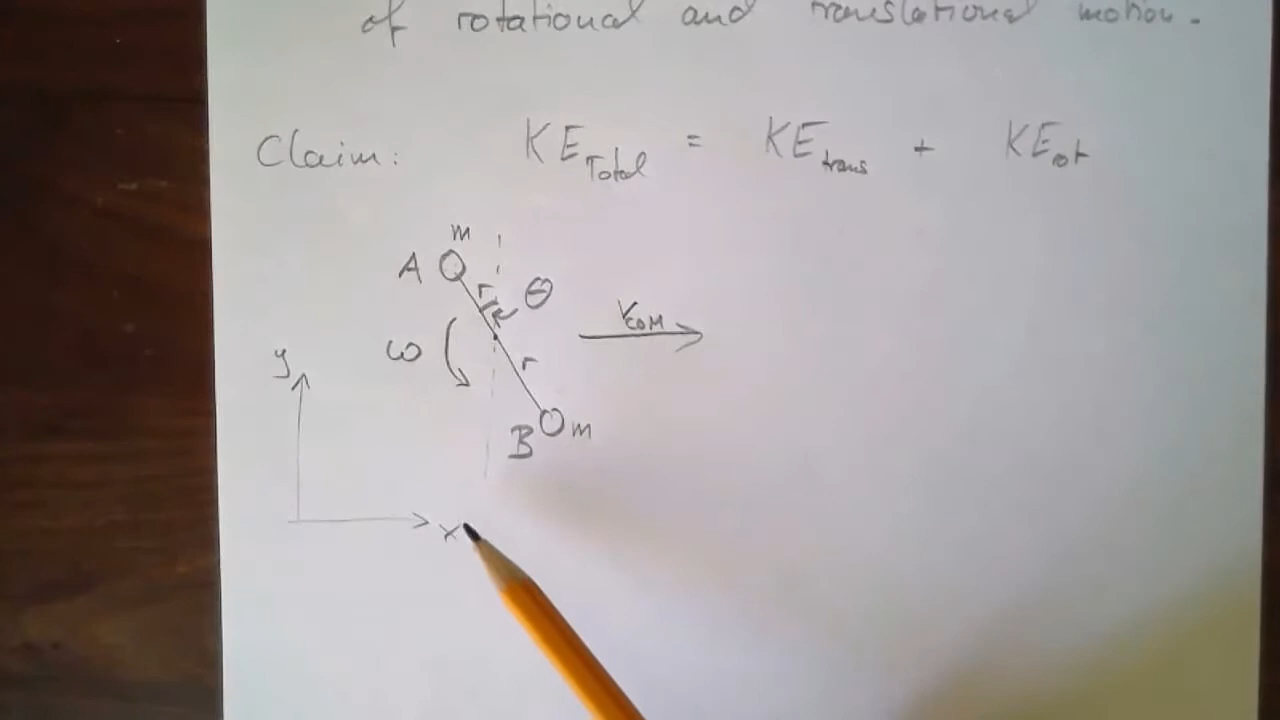 of rotational and translational motion.
Claim: KE_Total = KE_trans + KE_rot
m
A r θ
ω V_COM
r
y
B m
x